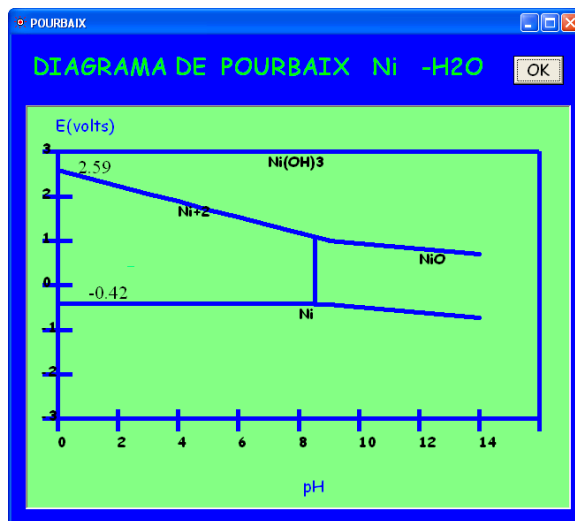 POURBAIX
DIAGRAMA DE POURBAIX Ni -H2O
OK
E(volts)
3
Ni(OH)3
2.59
2
Ni+2
1
NiO
0
-0.42
Ni
-1
-2
-3
0 2 4 6 8 10 12 14
pH